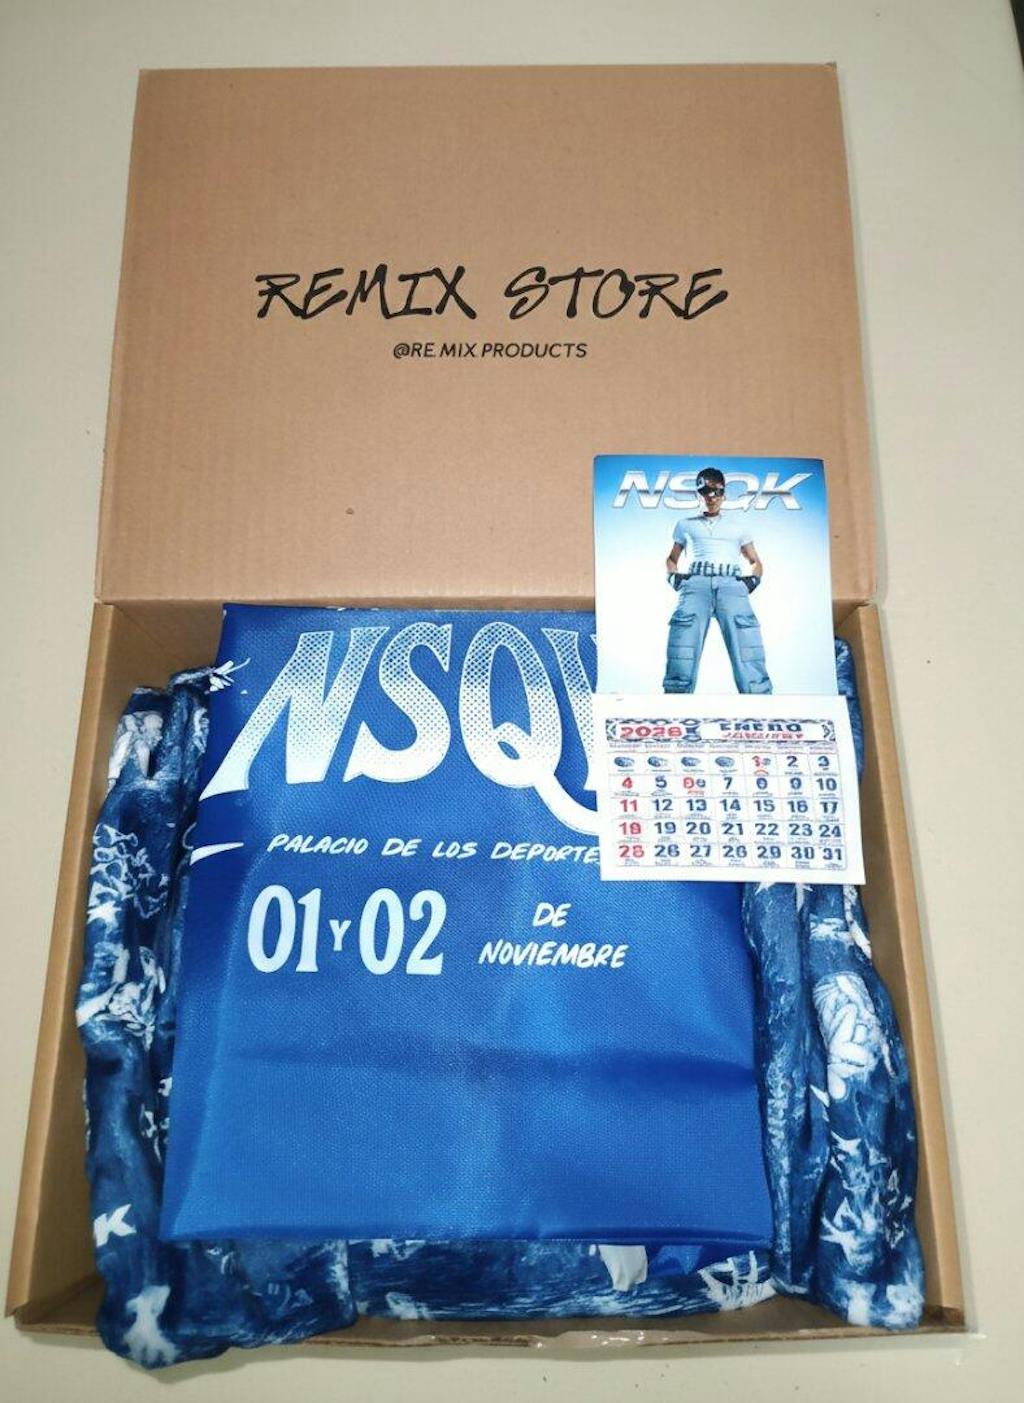 REMIX STORE
@RE.MIX.PRODUCTS
NSQK
NSQ
PALACIO DE LOS DEPORTE
01 Y 02 DE
NOVIEMBRE
2026 ENERO
1 2 3
4 5 6 7 8 9 10
11 12 13 14 15 16 17
18 19 20 21 22 23 24
25 26 27 28 29 30 31
K